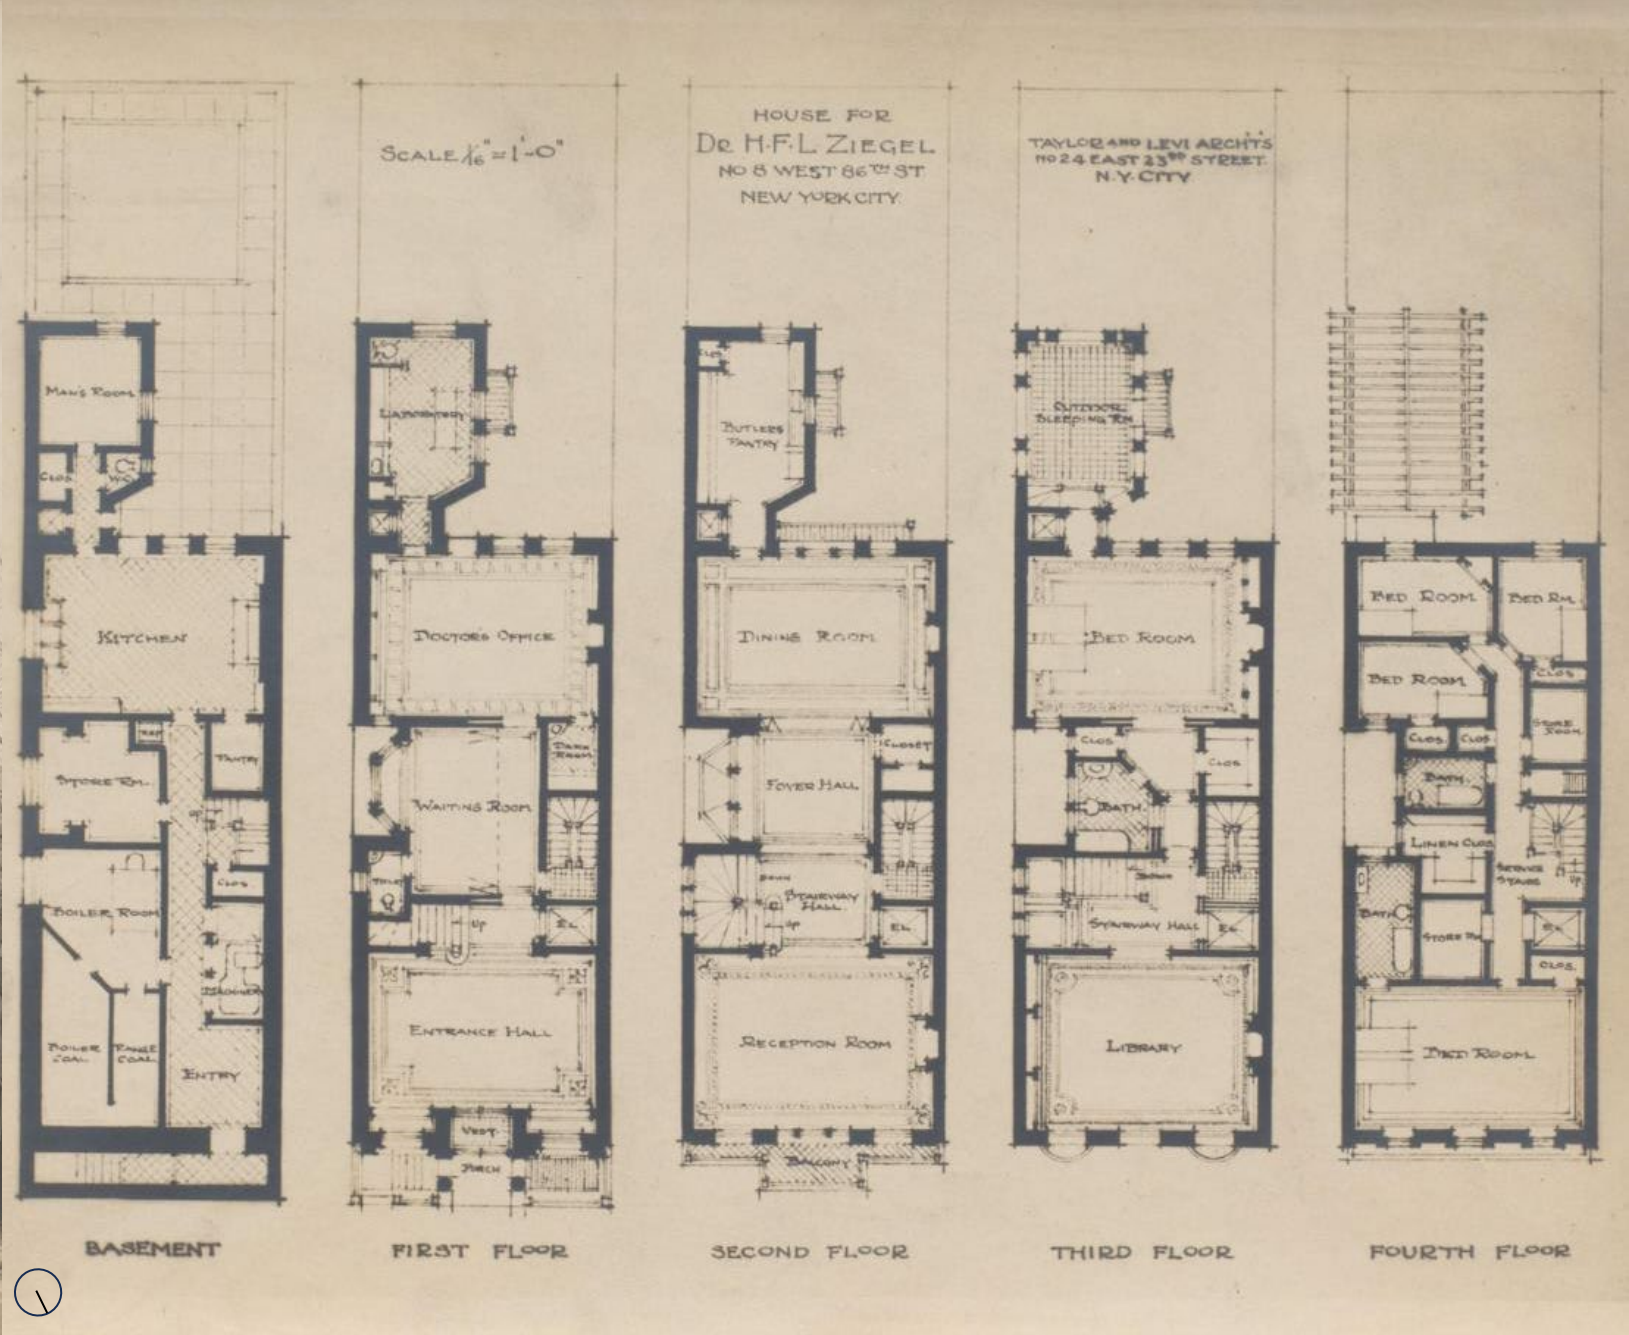 SCALE 1/16" = 1'-0"
HOUSE FOR
DR H.F.L ZIEGEL
NO 8 WEST 86TH ST
NEW YORK CITY
TAYLOR AND LEVI ARCH'T'S
NO 24 EAST 23RD STREET.
N.Y. CITY
MAN'S ROOM
CLOS.
W.C.
KITCHEN
STORE RM.
PANTRY
UP
CLOS.
BOILER ROOM
BOILER
COAL
RANGE
COAL
ENTRY
BASEMENT
LABORATORY
DOCTOR'S OFFICE
DARK
ROOM
WAITING ROOM
TOILET
UP
EL.
ENTRANCE HALL
VEST.
PORCH
FIRST FLOOR
CLOS
BUTLERS
PANTRY
DINING ROOM
CLOSET
FOYER HALL
DOWN
STAIRWAY
HALL.
UP
EL.
RECEPTION ROOM
BALCONY
SECOND FLOOR
OUTDOOR
SLEEPING RM
BED ROOM
CLOS.
CLOS.
BATH.
DOWN
STAIRWAY HALL
EL
LIBRARY
THIRD FLOOR
BED ROOM
BED RM.
BED ROOM
CLOS.
STORE
ROOM
CLOS.
CLOS.
BATH.
LINEN CLOS.
SERVICE
STAIRS
UP
BATH
STORE RM
EL.
CLOS.
BED ROOM
FOURTH FLOOR